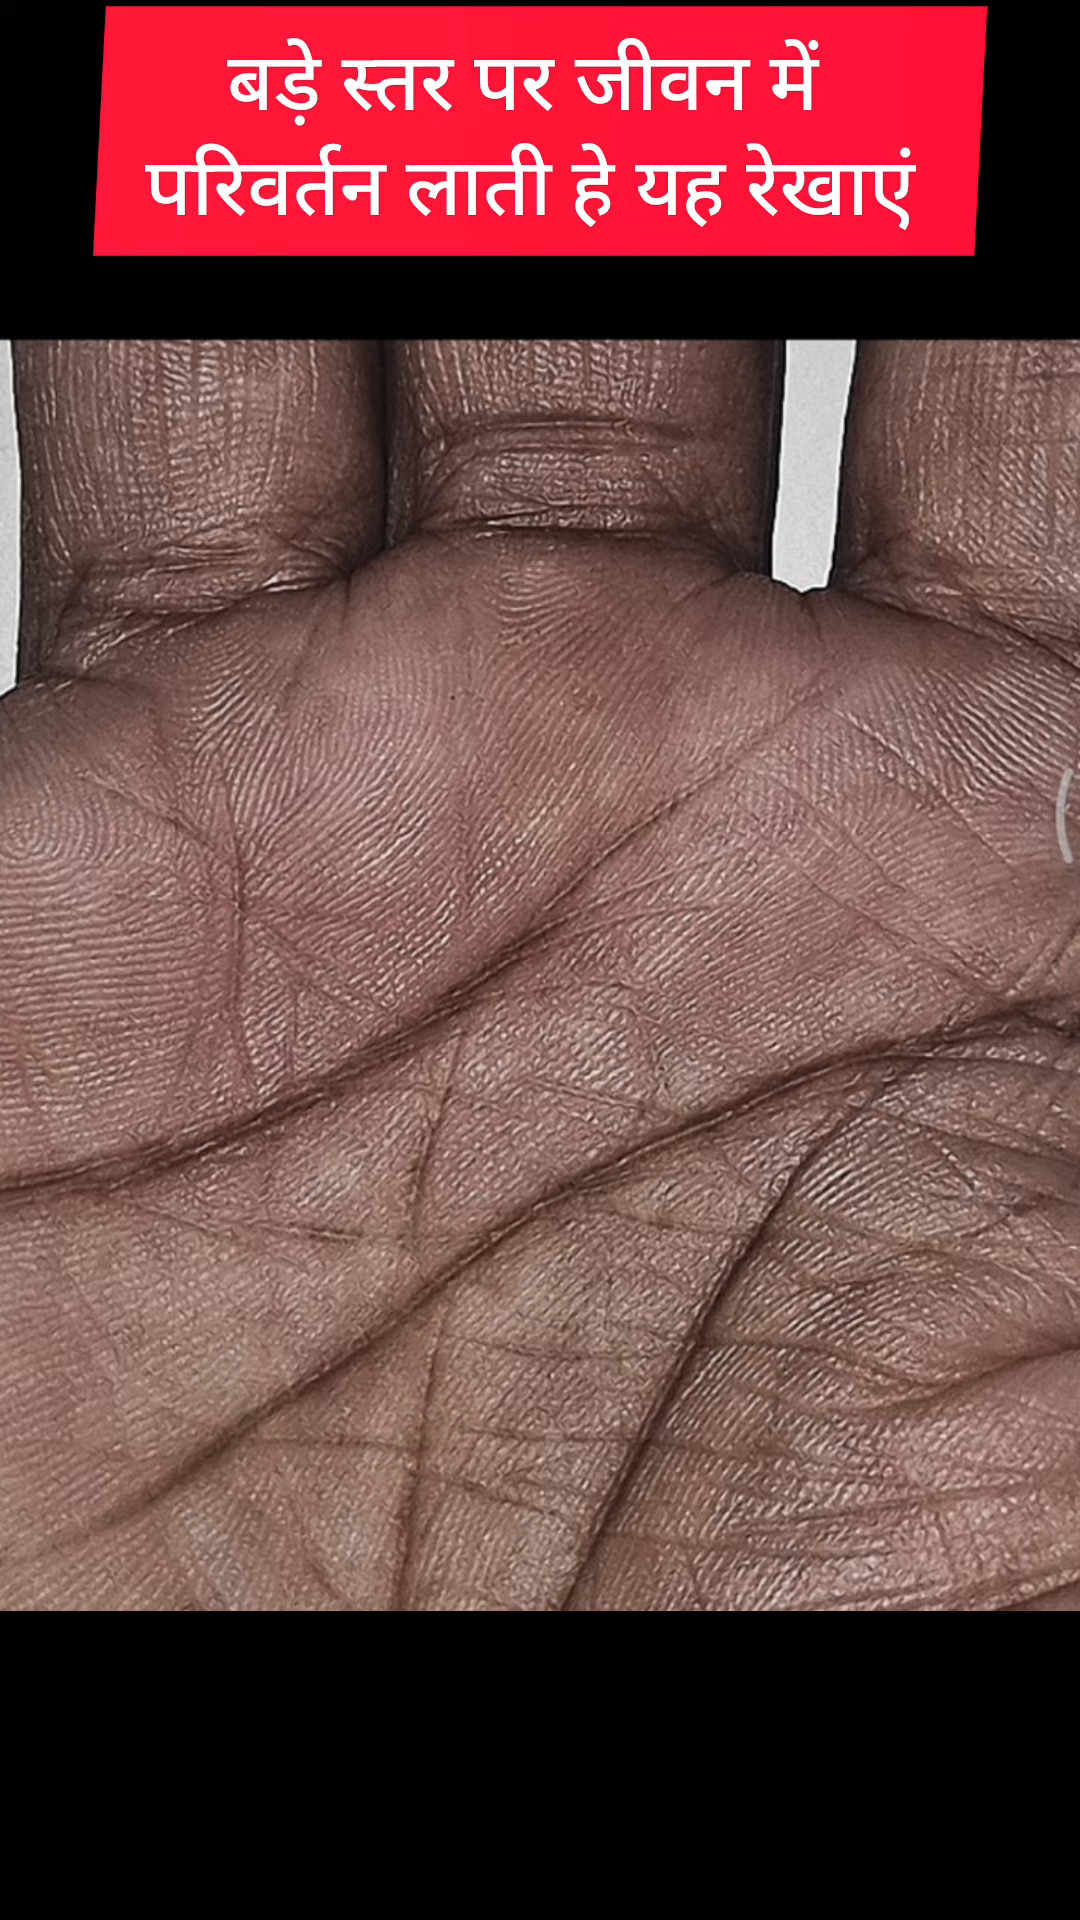 बड़े स्तर पर जीवन में
परिवर्तन लाती हे यह रेखाएं